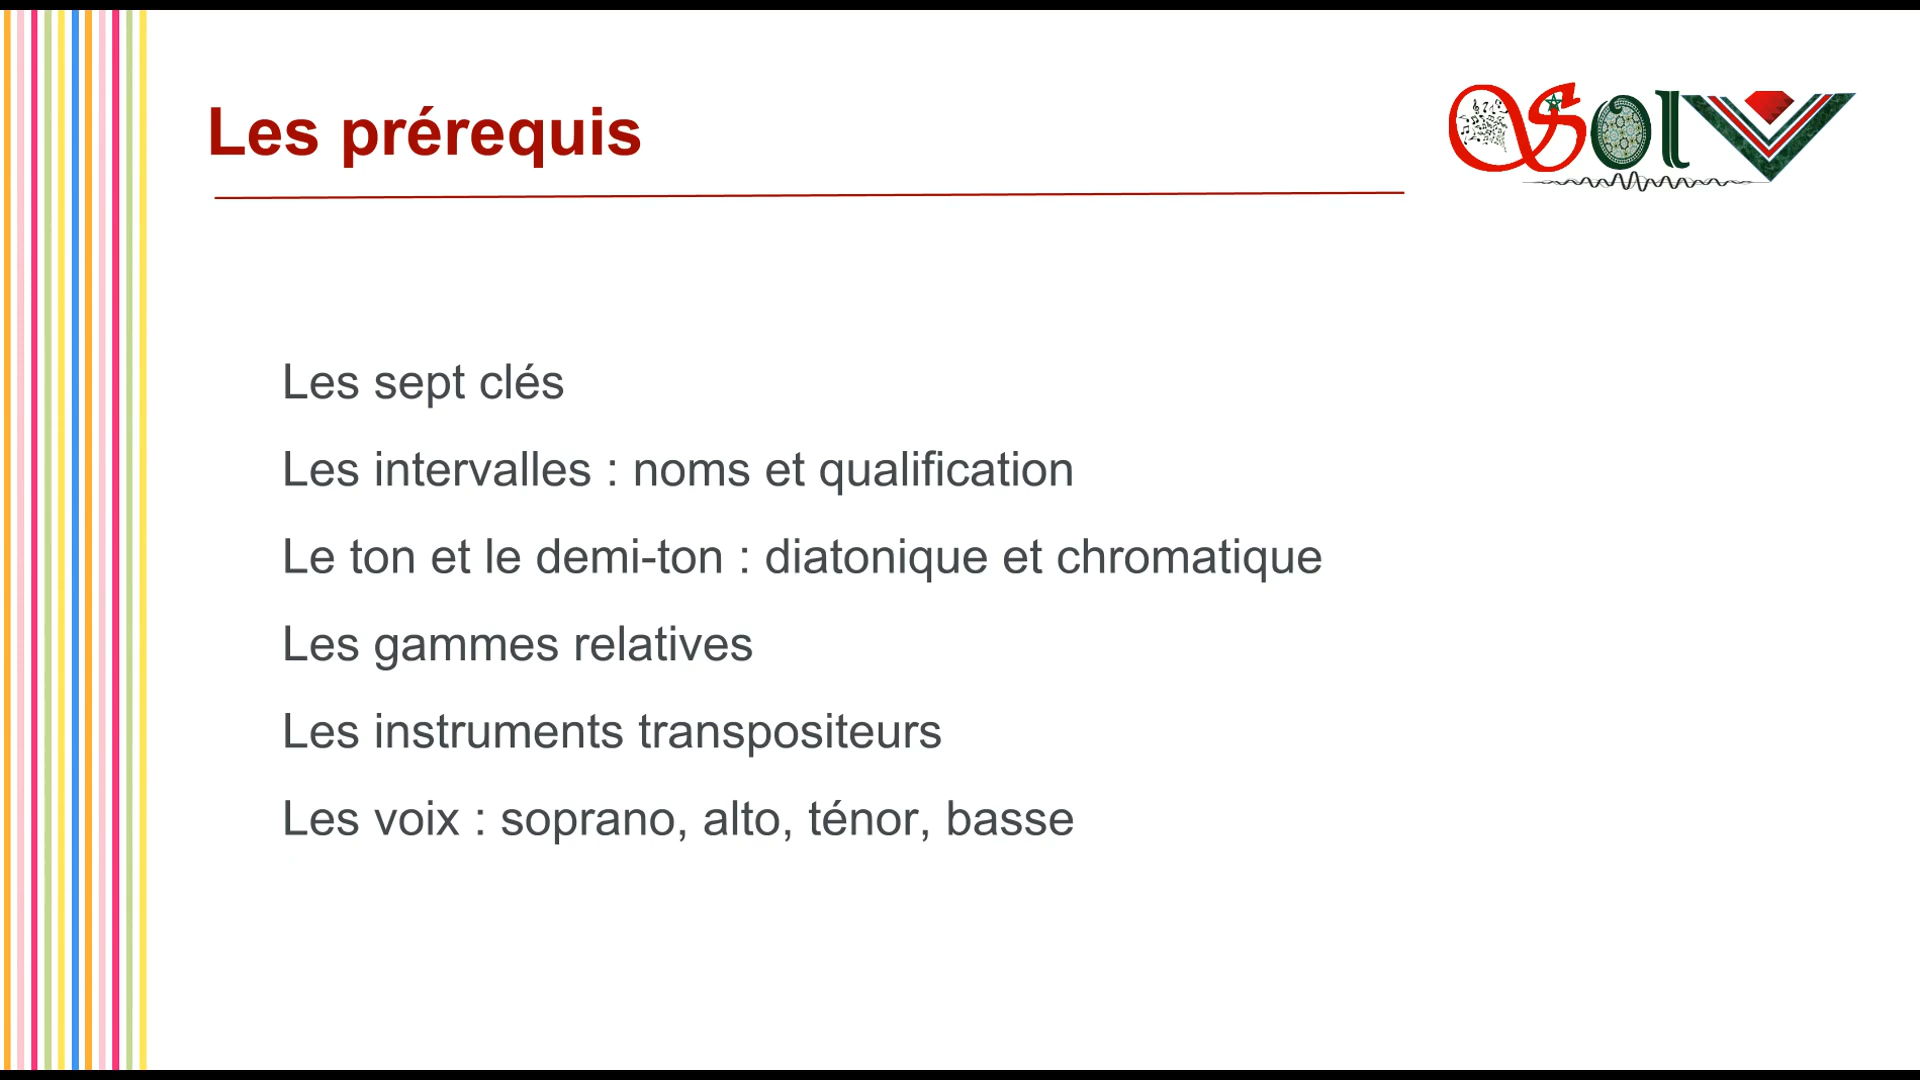 Les prérequis
Sol
Les sept clés
Les intervalles : noms et qualification
Le ton et le demi-ton : diatonique et chromatique
Les gammes relatives
Les instruments transpositeurs
Les voix : soprano, alto, ténor, basse